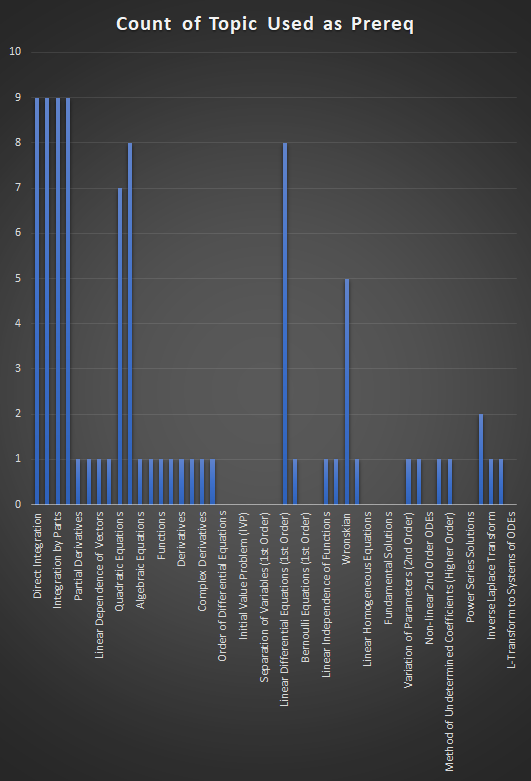 Count of Topic Used as Prereq
10
9
8
7
6
5
4
3
2
1
0
Direct Integration
Integration by Parts
Partial Derivatives
Linear Dependence of Vectors
Quadratic Equations
Algebraic Equations
Functions
Derivatives
Complex Derivatives
Order of Differential Equations
Initial Value Problem (IVP)
Separation of Variables (1st Order)
Linear Differential Equations (1st Order)
Bernoulli Equations (1st Order)
Linear Independence of Functions
Wronskian
Linear Homogeneous Equations
Fundamental Solutions
Variation of Parameters (2nd Order)
Non-linear 2nd Order ODEs
Method of Undetermined Coefficients (Higher Order)
Power Series Solutions
Inverse Laplace Transform
L-Transform to Systems of ODEs